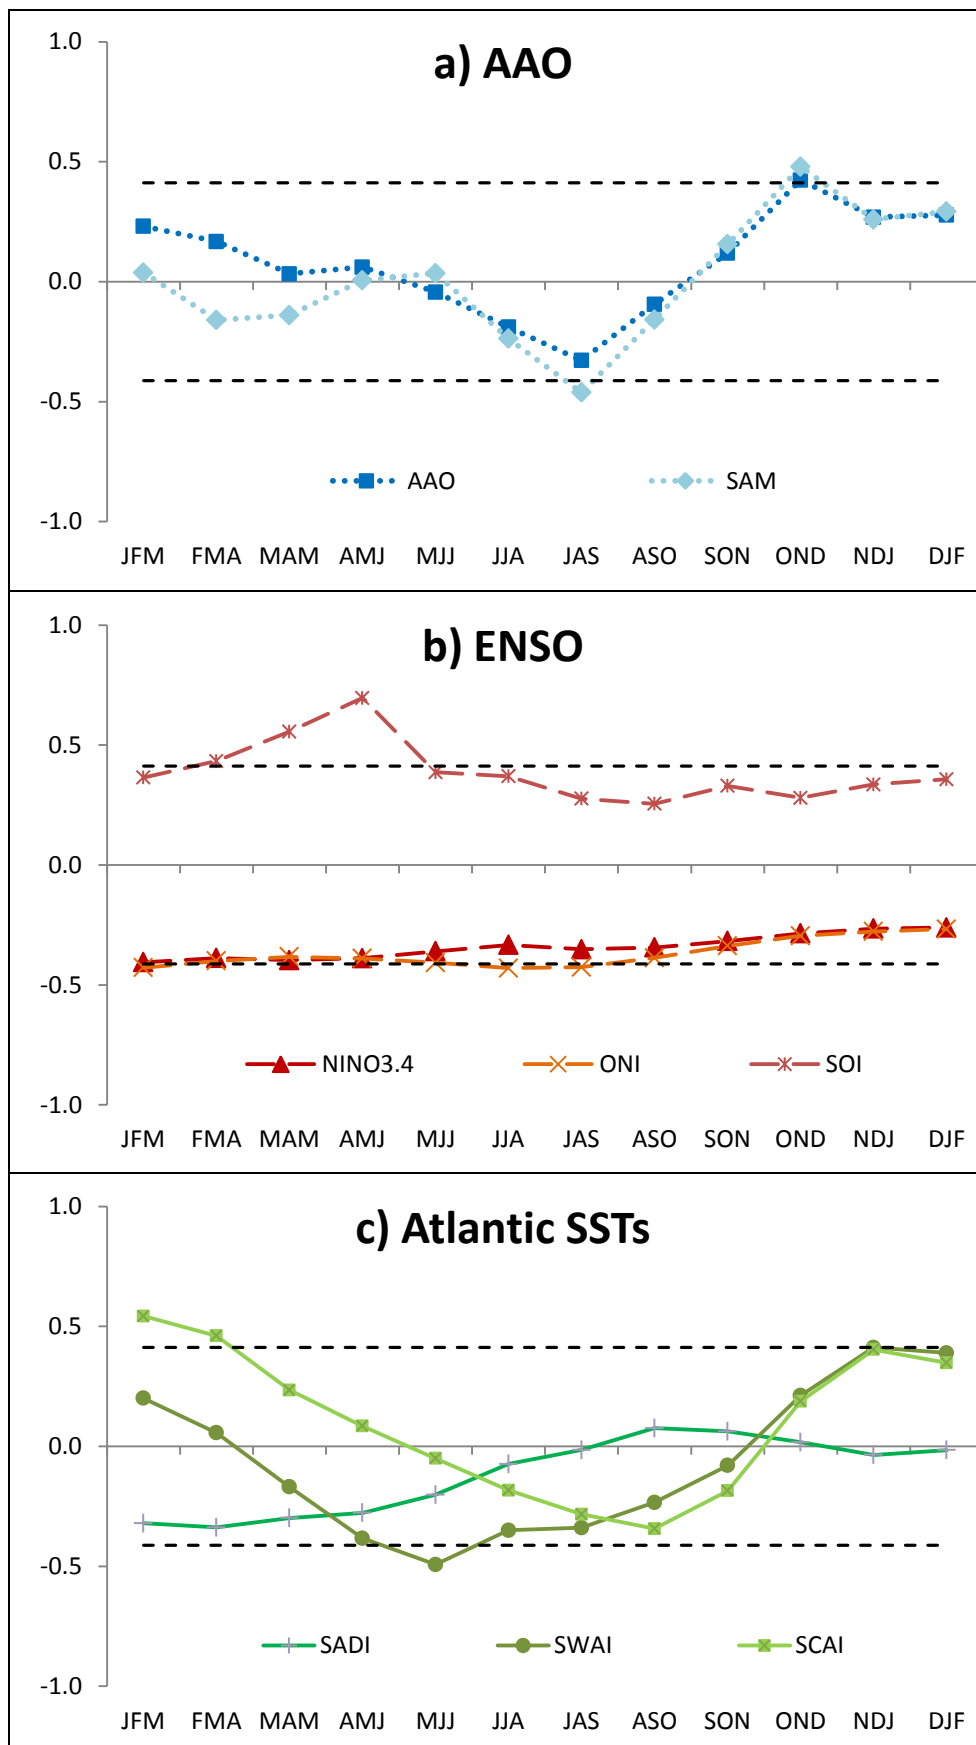 a) AAO
1.0
0.5
0.0
-0.5
-1.0
AAO SAM
JFM FMA MAM AMJ MJJ JJA JAS ASO SON OND NDJ DJF
b) ENSO
1.0
0.5
0.0
-0.5
-1.0
NINO3.4 ONI SOI
JFM FMA MAM AMJ MJJ JJA JAS ASO SON OND NDJ DJF
c) Atlantic SSTs
1.0
0.5
0.0
-0.5
-1.0
SADI SWAI SCAI
JFM FMA MAM AMJ MJJ JJA JAS ASO SON OND NDJ DJF